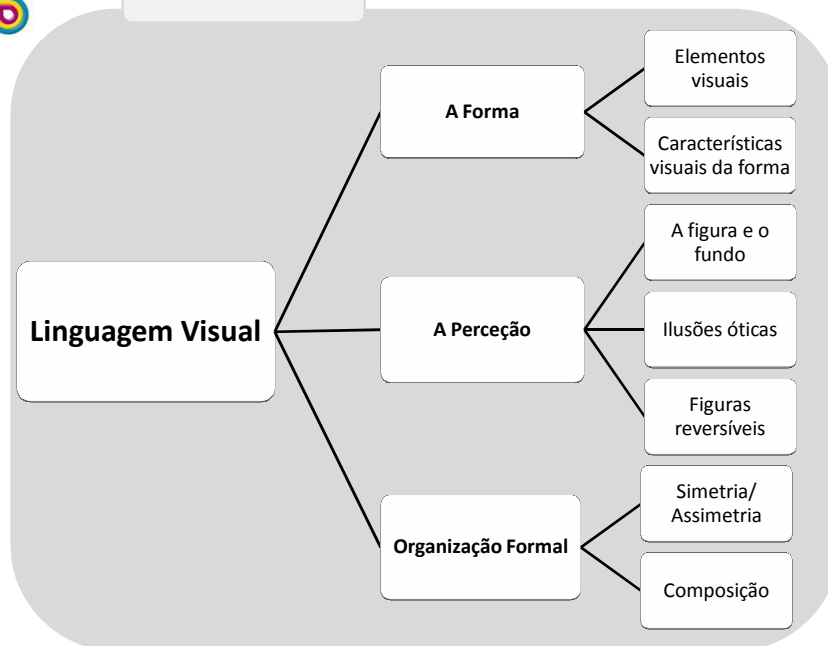 Linguagem Visual
A Forma
Elementos
visuais
Características
visuais da forma
A Perceção
A figura e o
fundo
Ilusões óticas
Figuras
reversíveis
Organização Formal
Simetria/
Assimetria
Composição